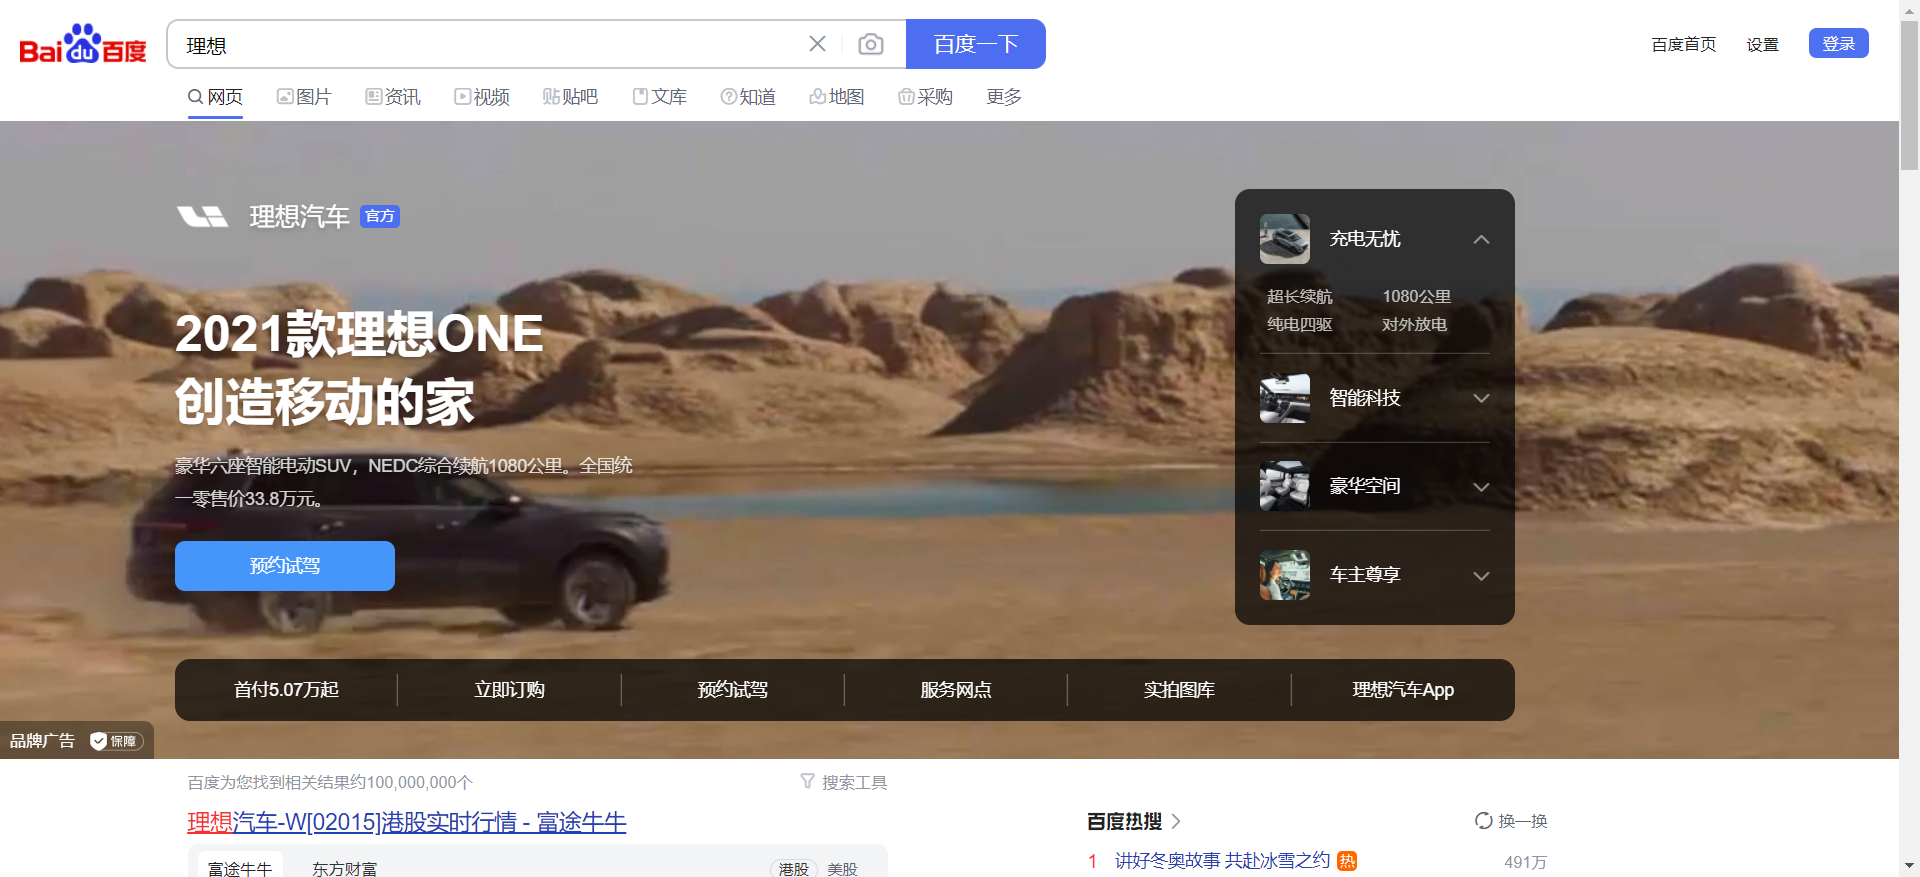 Bai du 百度
理想
百度一下
百度首页
设置
登录
网页
图片
资讯
视频
贴 贴吧
文库
知道
地图
采购
更多
理想汽车 官方
2021款理想ONE
创造移动的家
豪华六座智能电动SUV，NEDC综合续航1080公里。全国统
一零售价33.8万元。
预约试驾
充电无忧
超长续航 1080公里
纯电四驱 对外放电
智能科技
豪华空间
车主尊享
首付5.07万起
立即订购
预约试驾
服务网点
实拍图库
理想汽车App
品牌广告 保障
百度为您找到相关结果约100,000,000个
搜索工具
理想汽车-W[02015]港股实时行情 - 富途牛牛
富途牛牛 东方财富 港股 美股
百度热搜
换一换
1 讲好冬奥故事 共赴冰雪之约 热 491万